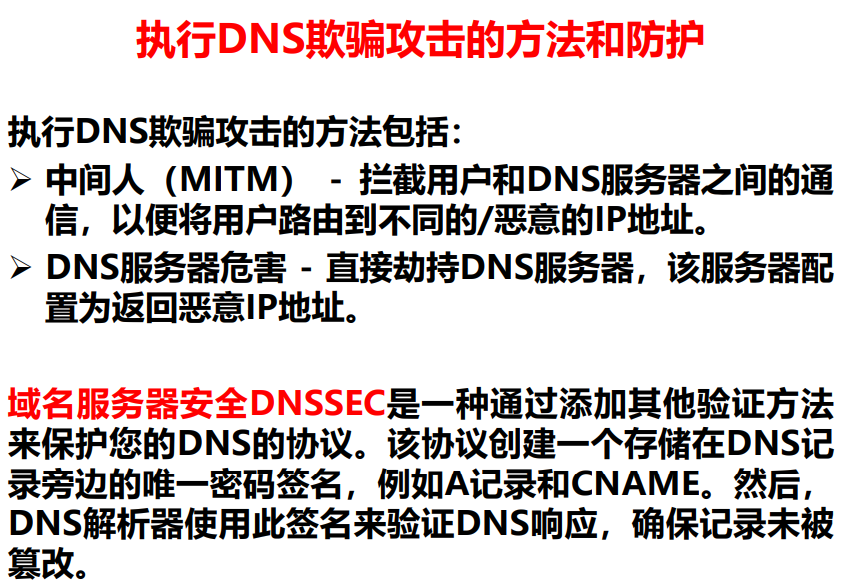 执行DNS欺骗攻击的方法和防护
执行DNS欺骗攻击的方法包括：
➢ 中间人（MITM） - 拦截用户和DNS服务器之间的通
信，以便将用户路由到不同的/恶意的IP地址。
➢ DNS服务器危害 - 直接劫持DNS服务器，该服务器配
置为返回恶意IP地址。
域名服务器安全DNSSEC是一种通过添加其他验证方法
来保护您的DNS的协议。该协议创建一个存储在DNS记
录旁边的唯一密码签名，例如A记录和CNAME。然后，
DNS解析器使用此签名来验证DNS响应，确保记录未被
篡改。